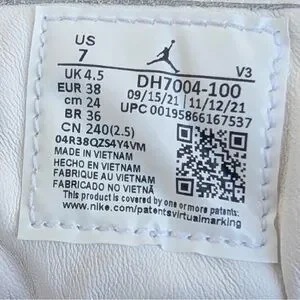 US
7
V3
UK 4.5
EUR 38
cm 24
BR 36
CN 240(2.5)
DH7004-100
09/15/21 11/12/21
UPC 00195866167537
04R38QZS4Y4VM
MADE IN VIETNAM
HECHO EN VIETNAM
FABRIQUE AU VIETNAM
FABRICADO NO VIETNÃ
This product is covered by one or more patents:
www.nike.com/patentsvirtualmarking